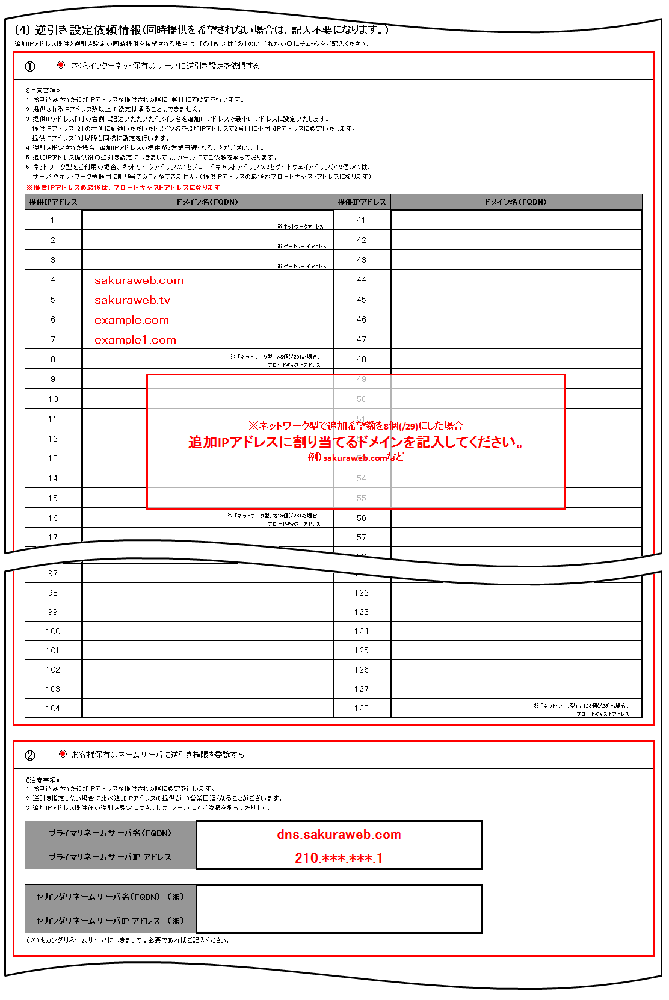 （4） 逆引き設定依頼情報（同時提供を希望されない場合は、記入不要になります。）
追加IPアドレス提供と逆引き設定の同時提供を希望される場合は、「①」もしくは「②」のいずれかの○にチェックをご記入ください。
① さくらインターネット保有のサーバに逆引き設定を依頼する
《注意事項》
1．お申込みされた追加IPアドレスが提供される際に、弊社にて設定を行います。
2．提供されるIPアドレス数以上の設定は承ることはできません。
3．提供IPアドレス「1」の右側に記述いただいたドメイン名を追加IPアドレスで最小IPアドレスに設定いたします。
提供IPアドレス「2」の右側に記述いただいたドメイン名を追加IPアドレスで2番目に小さいIPアドレスに設定いたします。
提供IPアドレス「3」以降も同様に設定を行います。
4．逆引き指定された場合、追加IPアドレスの提供が3営業日遅くなることがございます。
5．追加IPアドレス提供後の逆引き設定につきましては、メールにてご依頼を承っております。
6．ネットワーク型をご利用の場合、ネットワークアドレス※1とブロードキャストアドレス※2とゲートウェイアドレス(×2個)※3は、
サーバやネットワーク機器用に割り当てることができません。（提供IPアドレスの最後がブロードキャストアドレスになります）
※提供IPアドレスの最後は、ブロードキャストアドレスになります
提供IPアドレス ドメイン名（FQDN） 提供IPアドレス ドメイン名（FQDN）
1 ※ネットワークアドレス 41
2 ※ゲートウェイアドレス 42
3 ※ゲートウェイアドレス 43
4 sakuraweb.com 44
5 sakuraweb.tv 45
6 example.com 46
7 example1.com 47
8 ※「ネットワーク型」で8個(/29)の場合、 48
ブロードキャストアドレス
9 49
10 50
11 51
※ネットワーク型で追加希望数を8個(/29)にした場合
12
追加IPアドレスに割り当てるドメインを記入してください。
13
例）sakuraweb.comなど
14 54
15 55
16 ※「ネットワーク型」で16個(/28)の場合、 56
ブロードキャストアドレス
17 57
97
98 122
99 123
100 124
101 125
102 126
103 127
104 128 ※「ネットワーク型」で128個(/25)の場合、
ブロードキャストアドレス
② お客様保有のネームサーバに逆引き権限を委譲する
《注意事項》
1．お申込みされた追加IPアドレスが提供される際に設定を行います。
2．逆引き指定しない場合に比べ追加IPアドレスの提供が、3営業日遅くなることがございます。
3．追加IPアドレス提供後の逆引き設定につきましは、メールにてご依頼を承っております。
プライマリネームサーバ名（FQDN） dns.sakuraweb.com
プライマリネームサーバIP アドレス 210.***.***.1
セカンダリネームサーバ名（FQDN） （※）
セカンダリネームサーバIP アドレス （※）
（※）セカンダリネームサーバにつきましては必要であればご記入ください。